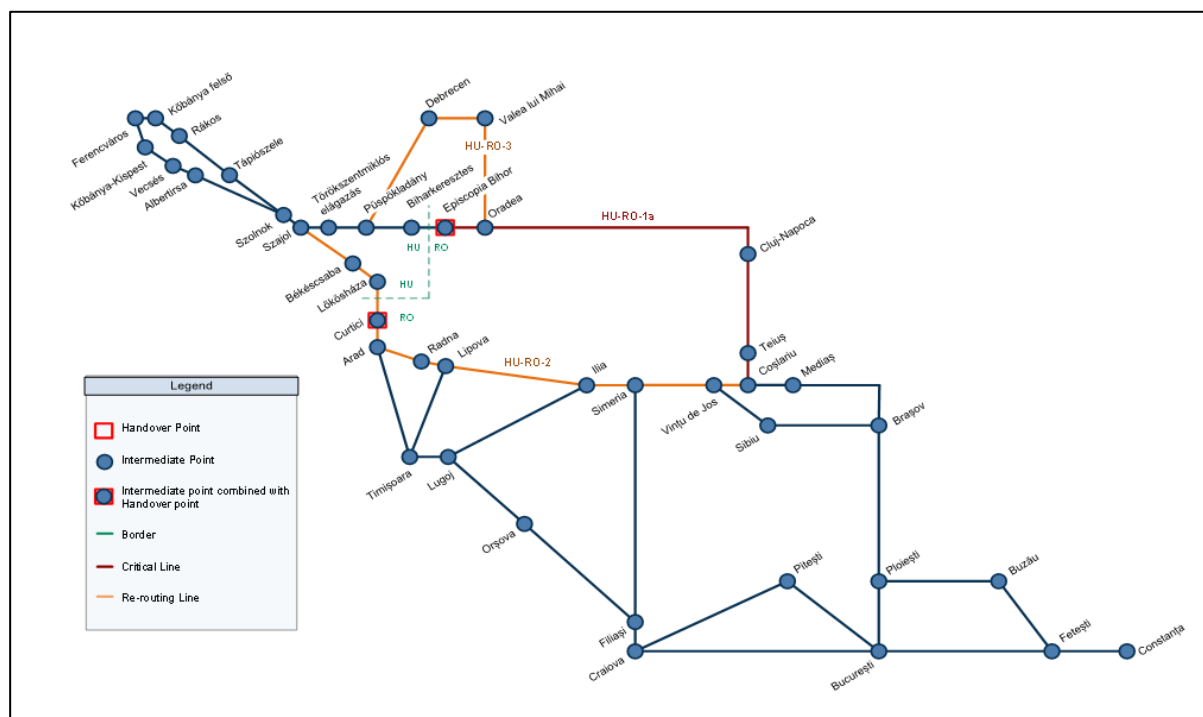 Kőbánya felső
Rákos
Ferencváros
Tápiószele
Kőbánya-Kispest
Vecsés
Albertirsa
Debrecen
Valea lui Mihai
HU-RO-3
Törökszentmiklós
elágazás
Püspökladány
Biharkeresztes
Episcopia Bihor
Oradea
Szolnok
Szajol
HU-RO-1a
HU
RO
Cluj-Napoca
Békéscsaba
Lőkösháza
HU
RO
Curtici
Arad
Radna
Lipova
HU-RO-2
Ilia
Simeria
Teiuș
Coșlariu
Mediaș
Vințu de Jos
Sibiu
Brașov
Legend
Handover Point
Intermediate Point
Intermediate point combined with
Handover point
Border
Critical Line
Re-routing Line
Timișoara
Lugoj
Orșova
Filiași
Craiova
Pitești
Ploiești
Buzău
București
Fetești
Constanța